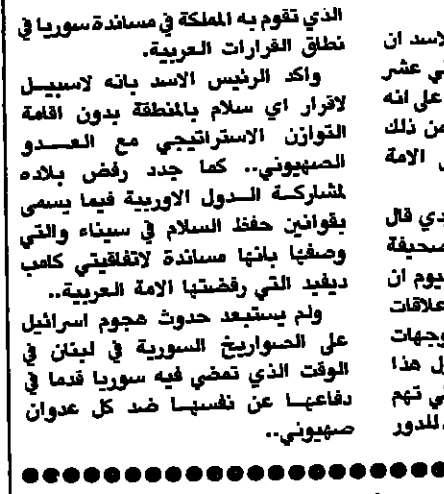 الذي تقوم به المملكة في مساندة سوريا في
نطاق القرارات العربية.
واكد الرئيس الاسد بانه لاسبيل
لاقرار اي سلام بالمنطقة بدون اقامة
التوازن الاستراتيجي مع العدو
الصهيوني.. كما جدد رفض بلاده
لمشاركة الدول الاوربية فيما يسمى
بقوانين حفظ السلام في سيناء والتي
وصفها بانها مساندة لاتفاقيتي كامب
ديفيد التي رفضتها الامة العربية..
ولم يستبعد حدوث هجوم اسرائيل
على الصواريخ السورية في لبنان في
الوقت الذي تمضي فيه سوريا قدما في
دفاعها عن نفسها ضد كل عدوان
صهيوني..
لاسد ان
ي عشر
على انه
من ذلك
الامة
دي قال
صحيفة
يوم ان
علاقات
وجهات
ل هذا
ي تهم
للدور